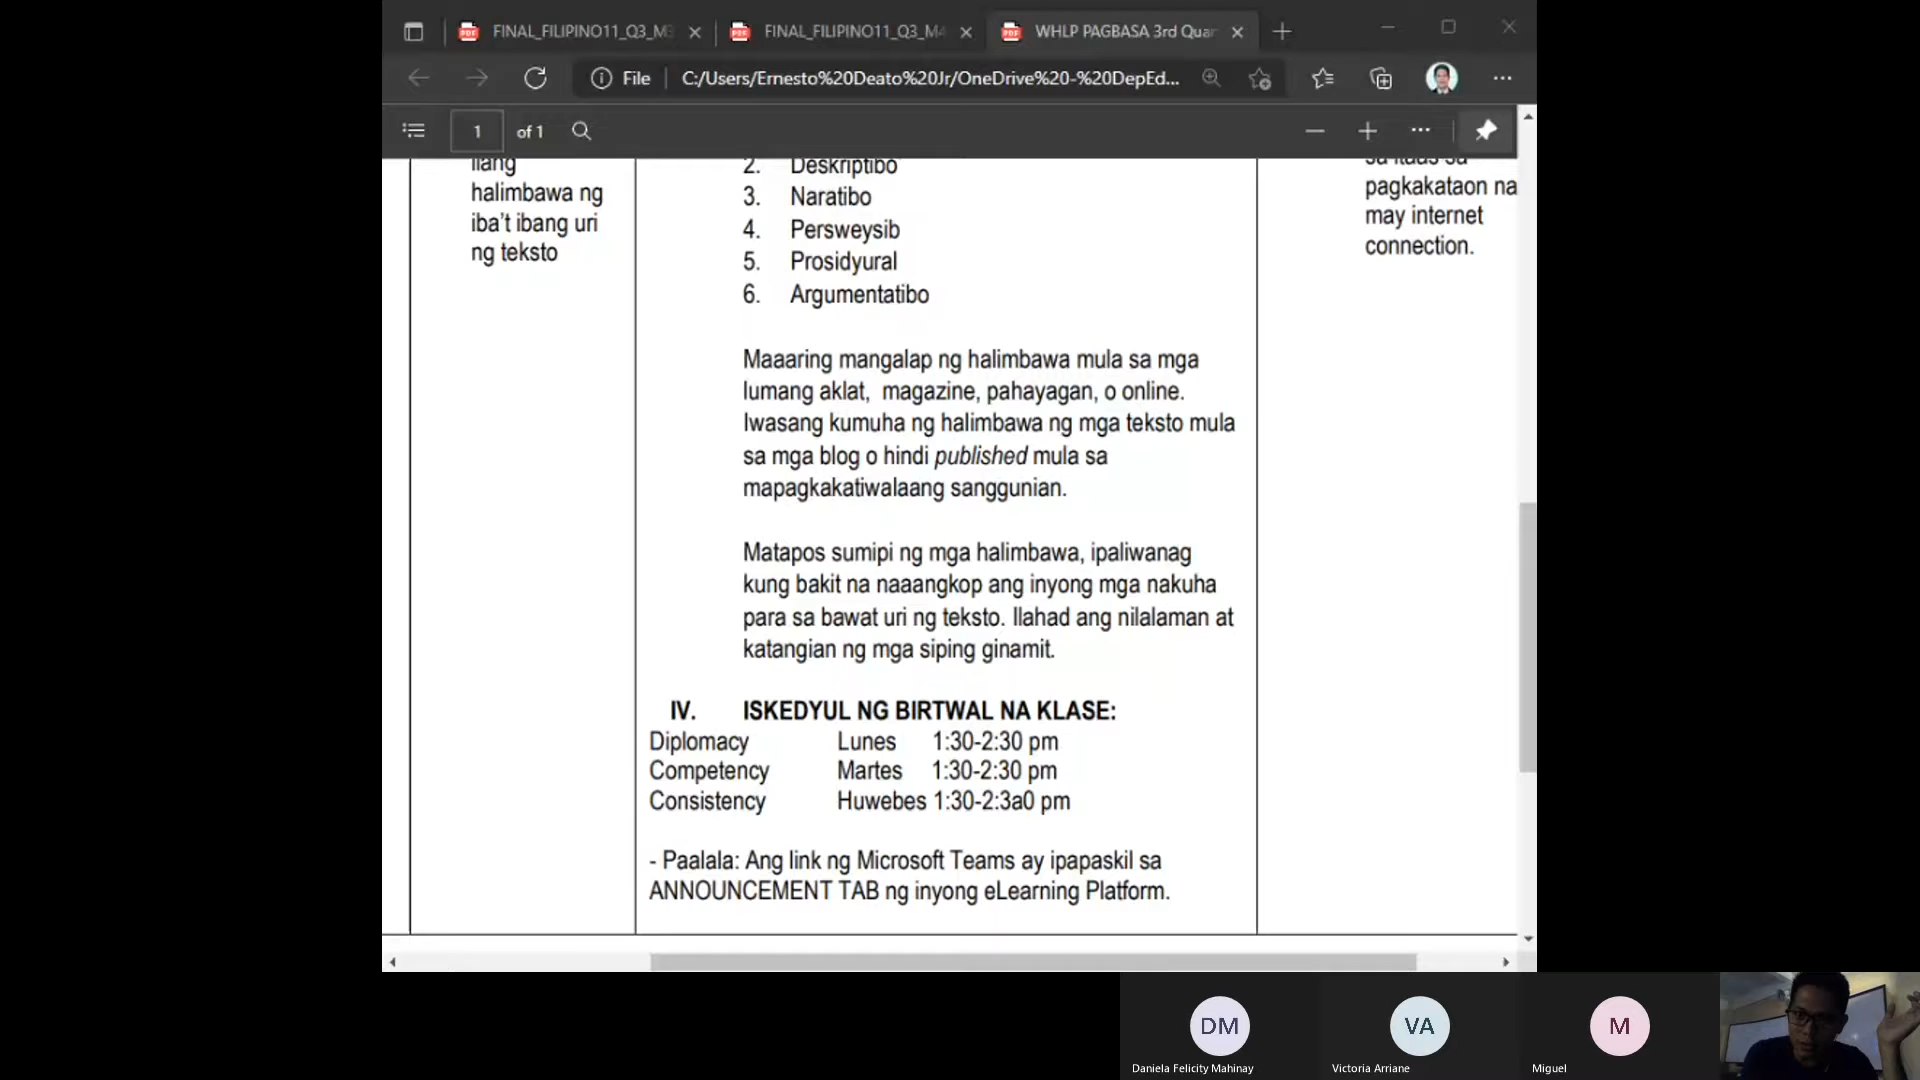 FINAL_FILIPINO11_Q3_M3
FINAL_FILIPINO11_Q3_M4
WHLP PAGBASA 3rd Quar
File
C:/Users/Ernesto%20Deato%20Jr/OneDrive%20-%20DepEd...
1 of 1
ilang
halimbawa ng
iba't ibang uri
ng teksto
2. Deskriptibo
3. Naratibo
4. Persweysib
5. Prosidyural
6. Argumentatibo
Maaaring mangalap ng halimbawa mula sa mga
lumang aklat, magazine, pahayagan, o online.
Iwasang kumuha ng halimbawa ng mga teksto mula
sa mga blog o hindi published mula sa
mapagkakatiwalaang sanggunian.
Matapos sumipi ng mga halimbawa, ipaliwanag
kung bakit na naaangkop ang inyong mga nakuha
para sa bawat uri ng teksto. Ilahad ang nilalaman at
katangian ng mga siping ginamit.
IV. ISKEDYUL NG BIRTWAL NA KLASE:
Diplomacy Lunes 1:30-2:30 pm
Competency Martes 1:30-2:30 pm
Consistency Huwebes 1:30-2:3a0 pm
- Paalala: Ang link ng Microsoft Teams ay ipapaskil sa
ANNOUNCEMENT TAB ng inyong eLearning Platform.
sa itaas sa
pagkakataon na
may internet
connection.
DM
VA
M
Daniela Felicity Mahinay
Victoria Arriane
Miguel